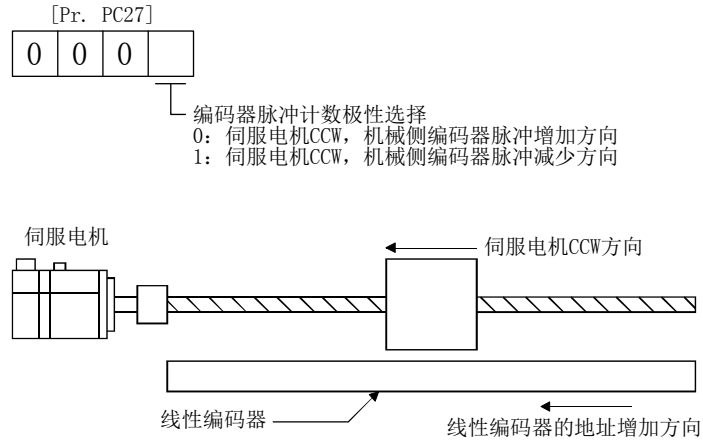 [Pr. PC27]
0 0 0
编码器脉冲计数极性选择
0: 伺服电机CCW, 机械侧编码器脉冲增加方向
1: 伺服电机CCW, 机械侧编码器脉冲减少方向
伺服电机
伺服电机CCW方向
线性编码器
线性编码器的地址增加方向